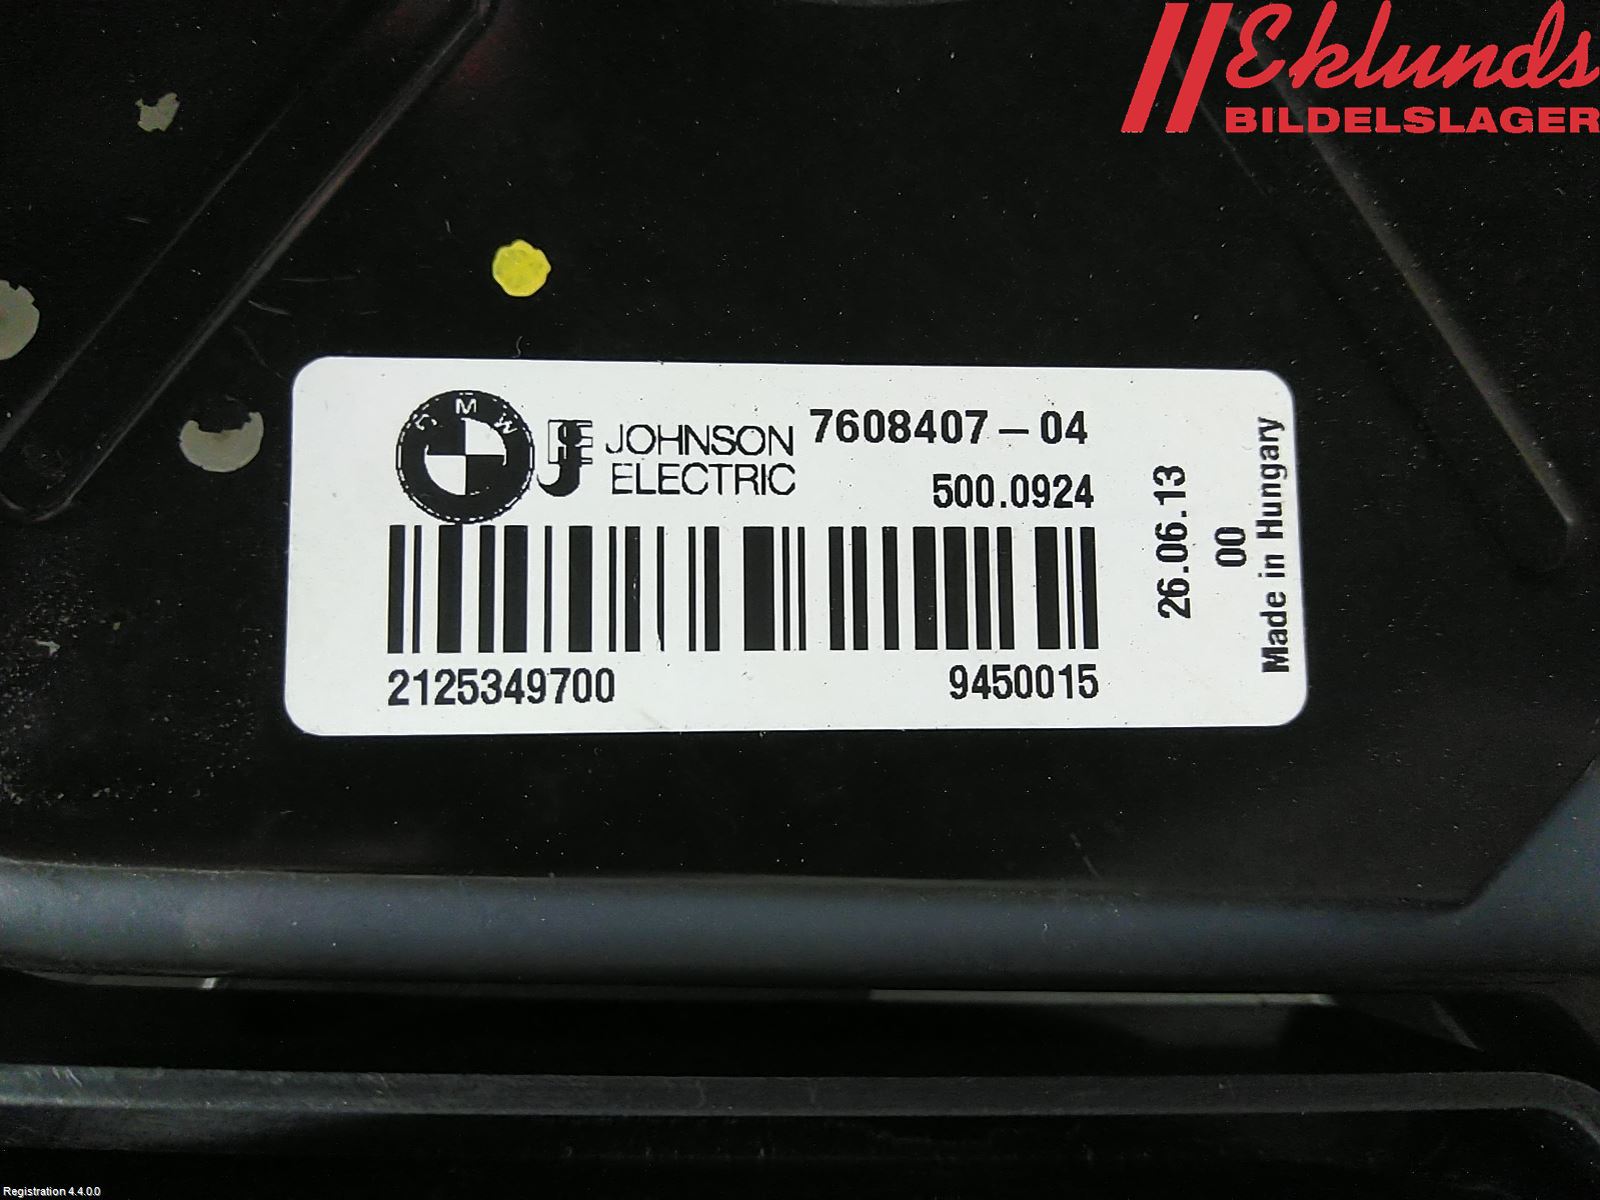 Eklunds
BILDELSLAGER
BMW
JOHNSON
ELECTRIC
7608407-04
500.0924
2125349700
9450015
26.06.13
00
Made in Hungary
Registration 4.4.0.0